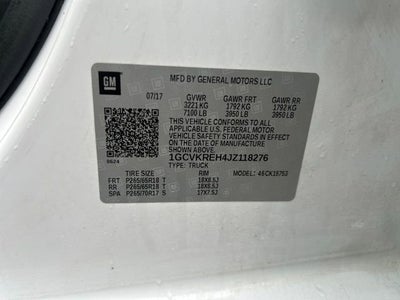 GM
MFD BY GENERAL MOTORS LLC
07/17 GVWR GAWR FRT GAWR RR
3221 KG 1792 KG 1792 KG
7100 LB 3950 LB 3950 LB
THIS VEHICLE CONFORMS TO ALL
APPLICABLE U.S. FEDERAL MOTOR
VEHICLE SAFETY STANDARDS IN
EFFECT ON THE DATE OF
MANUFACTURE SHOWN ABOVE.
1GCVKREH4JZ118276
TYPE: TRUCK
MODEL: 46CK15753
TIRE SIZE RIM
FRT P265/65R18 T 18X8.5J
RR P265/65R18 T 18X8.5J
SPA P265/70R17 S 17X7.5J